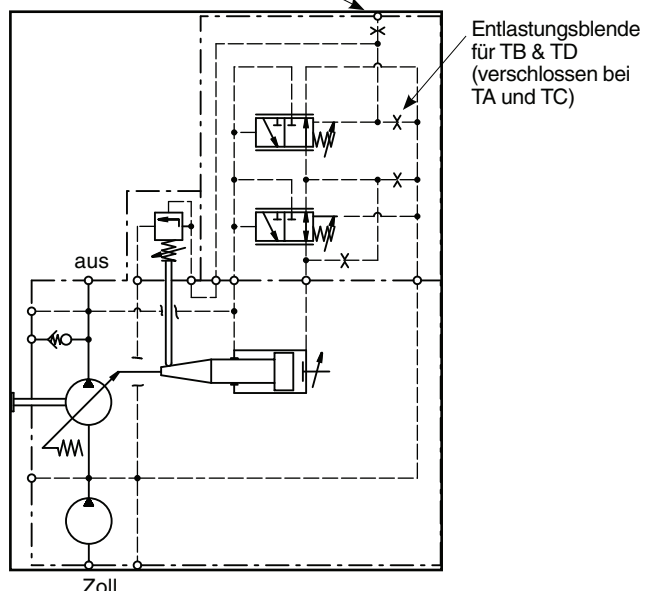 Entlastungsblende
für TB & TD
(verschlossen bei
TA und TC)
aus
Zoll